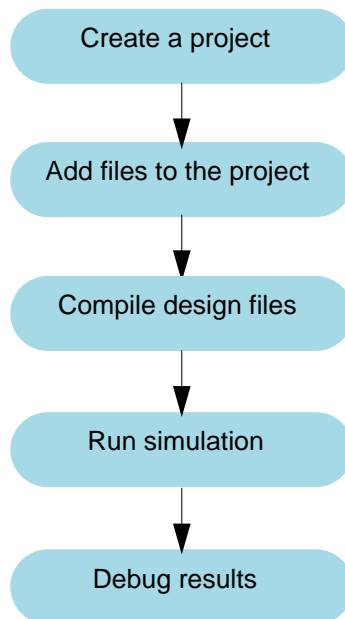 Create a project
Add files to the project
Compile design files
Run simulation
Debug results